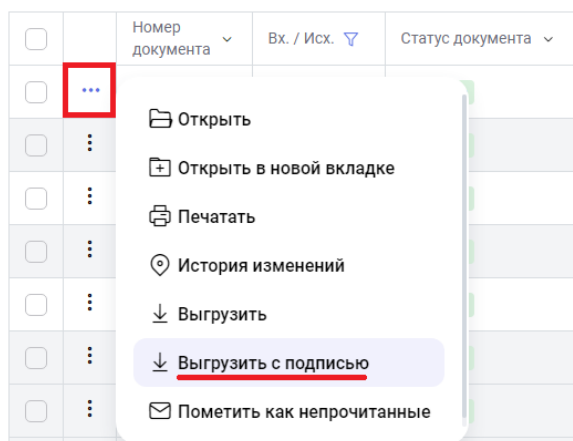 Номер
документа
Вх. / Исх.
Статус документа
Открыть
Открыть в новой вкладке
Печатать
История изменений
Выгрузить
Выгрузить с подписью
Пометить как непрочитанные